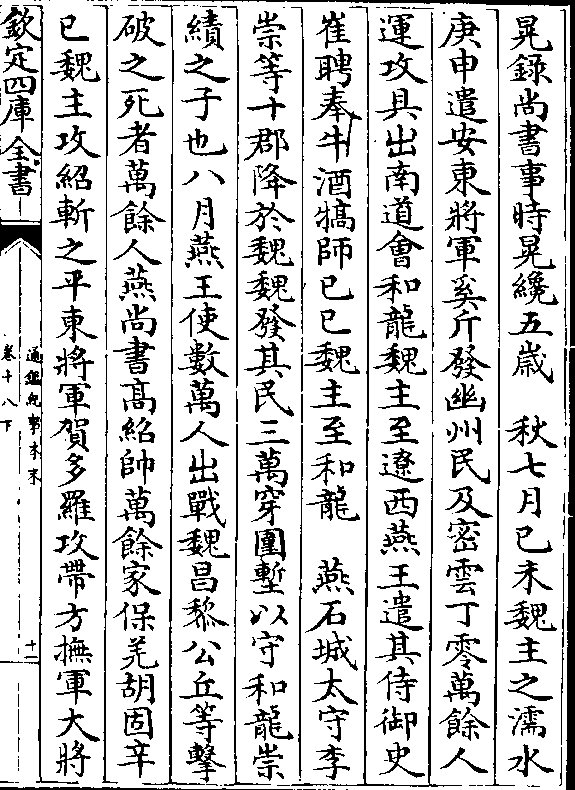 晃錄尚書事時晃纔五歲　秋七月已未魏主之濡水
庚申遣安東將軍奚斤發幽州民及密雲丁零萬餘人
運攻具出南道會和龍魏主至遼西燕王遣其侍御史
崔聘奉牛酒犒師已巳魏主至和龍　燕石城太守李
崇等十郡降於魏魏發其民三萬穿圍塹以守和龍崇
績之子也八月燕王使數萬人出戰魏昌黎公丘等擊
破之死者萬餘人燕尚書髙紹帥萬餘家保羌胡固辛
巳魏主攻紹斬之平東將軍賀多羅攻帶方撫軍大將
欽定四庫全書
通鑑紀事本末
卷十八下
十一